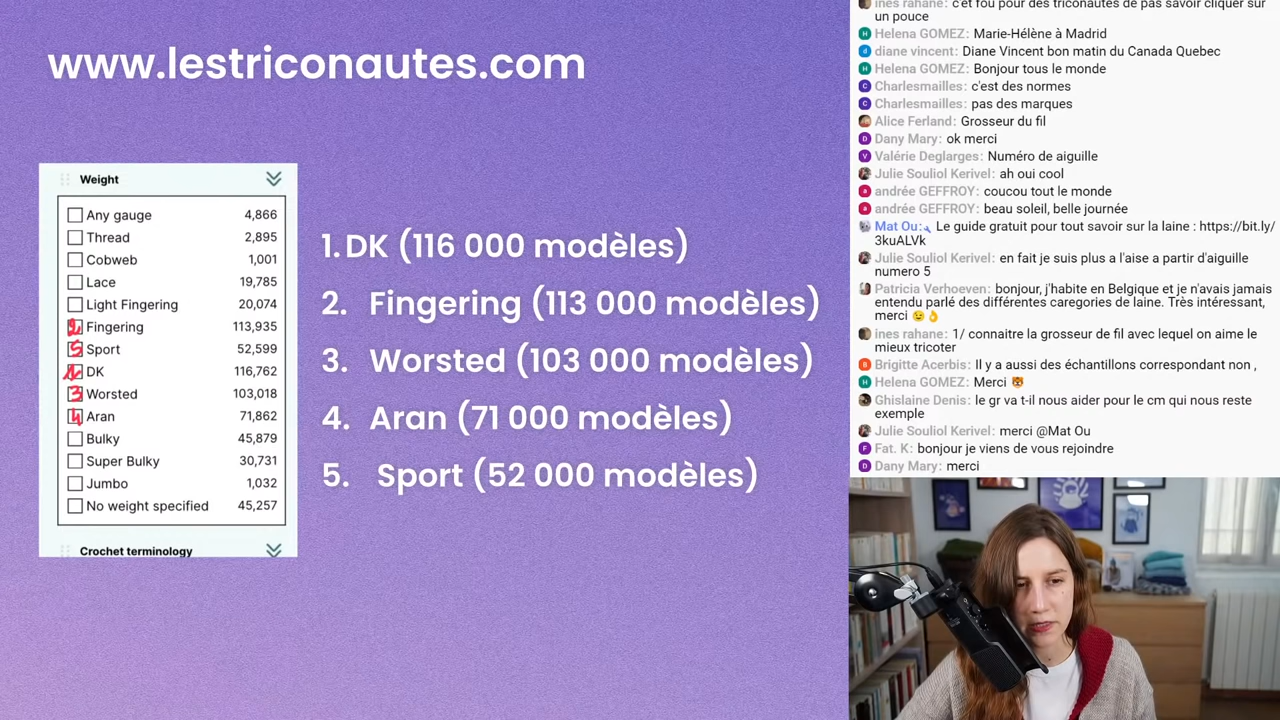 www.lestriconautes.com
Weight
Any gauge 4,866
Thread 2,895
Cobweb 1,001
Lace 19,785
Light Fingering 20,074
2 Fingering 113,935
5 Sport 52,599
1 DK 116,762
3 Worsted 103,018
4 Aran 71,862
Bulky 45,879
Super Bulky 30,731
Jumbo 1,032
No weight specified 45,257
Crochet terminology
1. DK (116 000 modèles)
2. Fingering (113 000 modèles)
3. Worsted (103 000 modèles)
4. Aran (71 000 modèles)
5. Sport (52 000 modèles)
ines rahane: c'et fou pour des triconautes de pas savoir cliquer sur
un pouce
Helena GOMEZ: Marie-Hélène à Madrid
diane vincent: Diane Vincent bon matin du Canada Quebec
Helena GOMEZ: Bonjour tous le monde
Charlesmailles: c'est des normes
Charlesmailles: pas des marques
Alice Ferland: Grosseur du fil
Dany Mary: ok merci
Valérie Deglarges: Numéro de aiguille
Julie Souliol Kerivel: ah oui cool
andrée GEFFROY: coucou tout le monde
andrée GEFFROY: beau soleil, belle journée
Mat Ou: Le guide gratuit pour tout savoir sur la laine : https://bit.ly/
3kuALVk
Julie Souliol Kerivel: en fait je suis plus a l'aise a partir d'aiguille
numero 5
Patricia Verhoeven: bonjour, j'habite en Belgique et je n'avais jamais
entendu parlé des différentes caregories de laine. Très intéressant,
merci 😉👌
ines rahane: 1/ connaitre la grosseur de fil avec lequel on aime le
mieux tricoter
Brigitte Acerbis: Il y a aussi des échantillons correspondant non ,
Helena GOMEZ: Merci 🐯
Ghislaine Denis: le gr va t-il nous aider pour le cm qui nous reste
exemple
Julie Souliol Kerivel: merci @Mat Ou
Fat. K: bonjour je viens de vous rejoindre
Dany Mary: merci